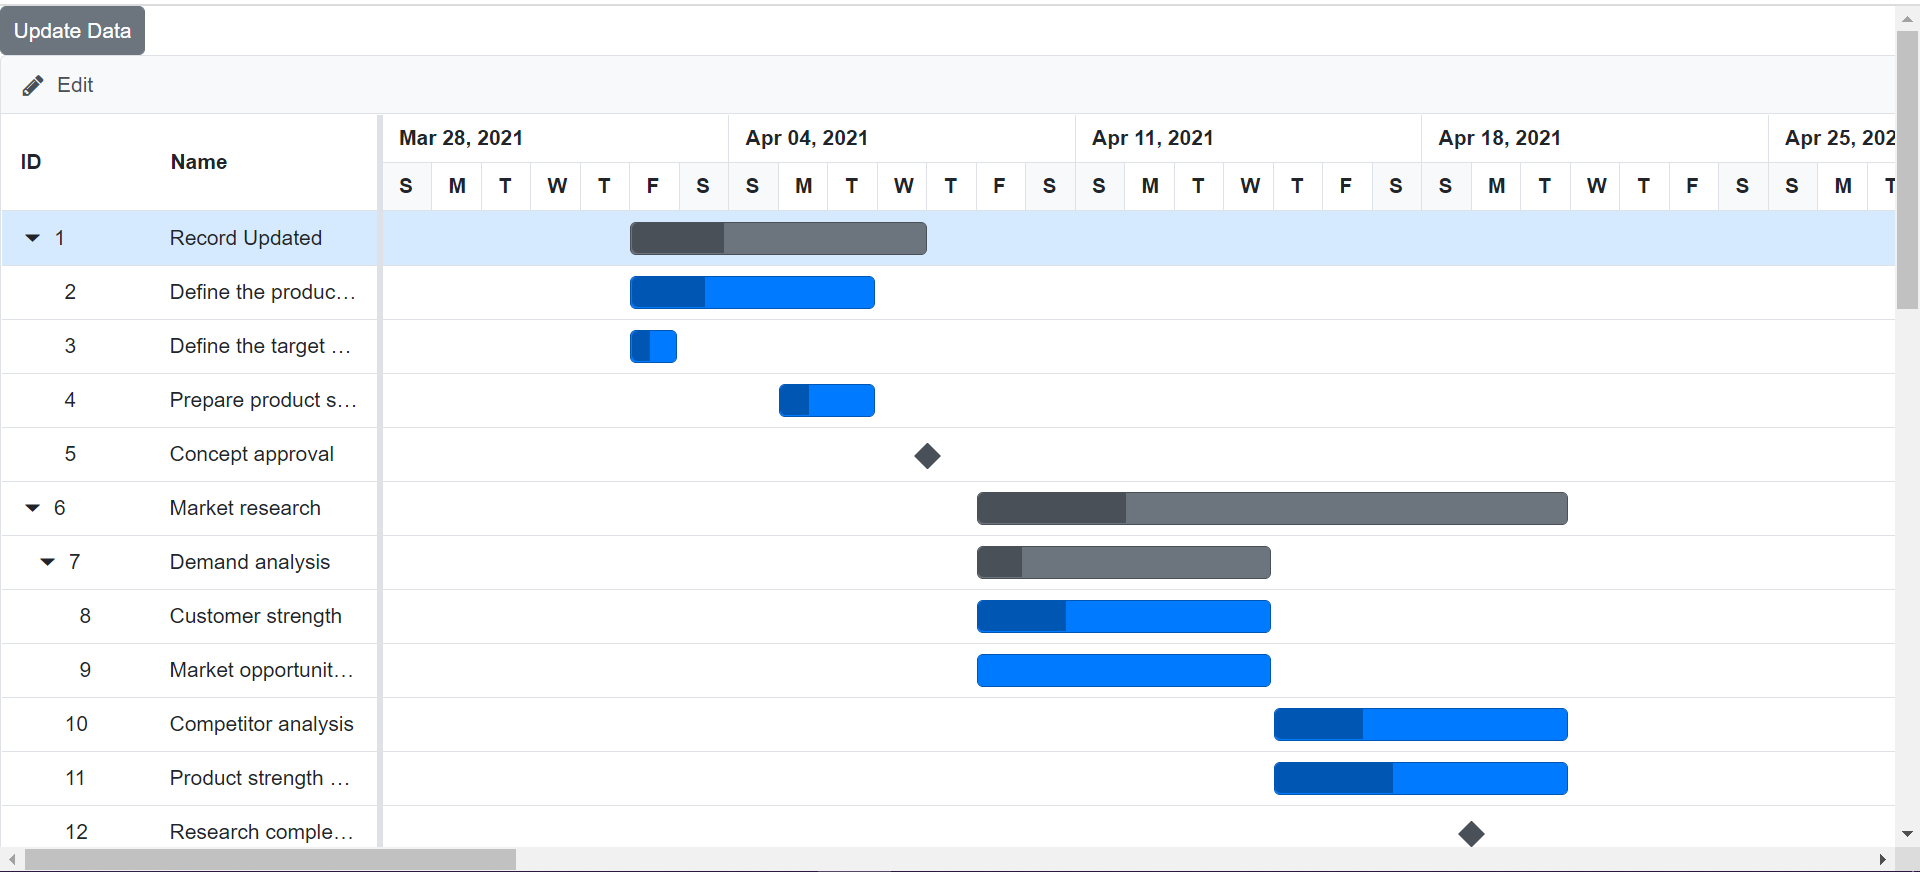 Update Data
Edit
ID Name
Mar 28, 2021 Apr 04, 2021 Apr 11, 2021 Apr 18, 2021 Apr 25, 202
S M T W T F S S M T W T F S S M T W T F S S M T W T F S S M T
1 Record Updated
2 Define the produc...
3 Define the target ...
4 Prepare product s...
5 Concept approval
6 Market research
7 Demand analysis
8 Customer strength
9 Market opportunit...
10 Competitor analysis
11 Product strength ...
12 Research comple...